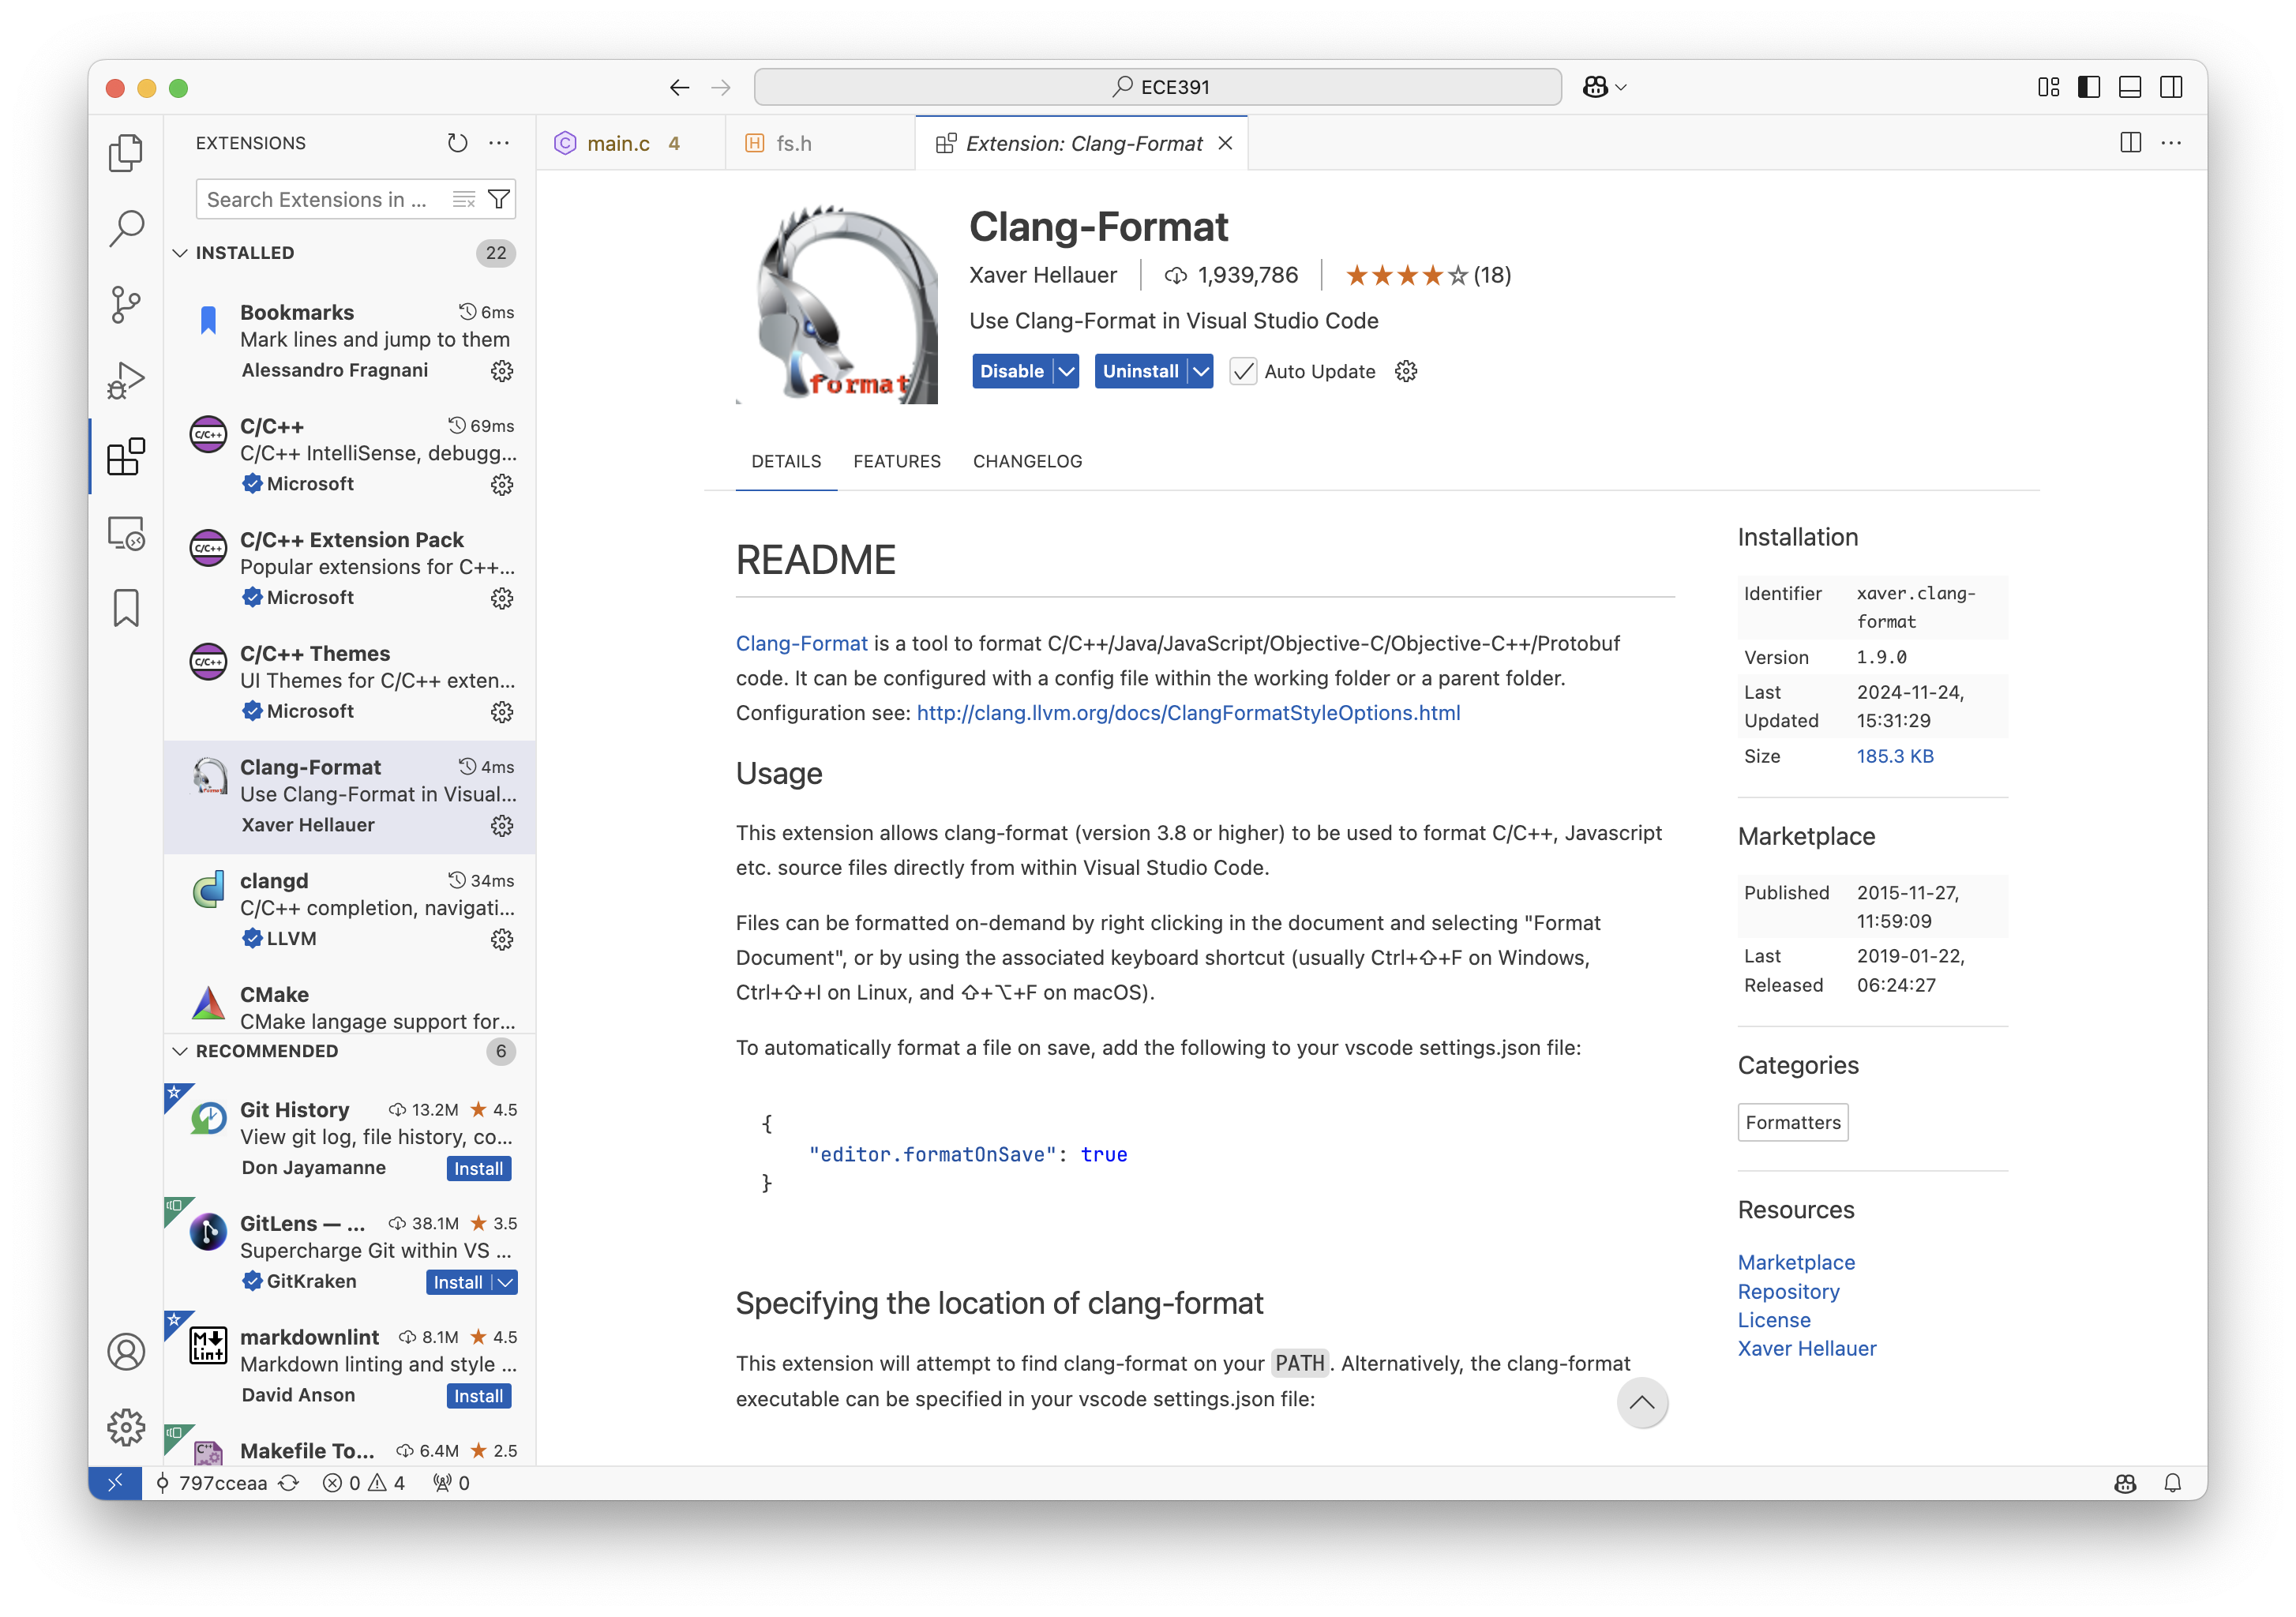 ECE391
EXTENSIONS
Search Extensions in ...
INSTALLED 22
Bookmarks 6ms
Mark lines and jump to them
Alessandro Fragnani
C/C++ 69ms
C/C++ IntelliSense, debugg...
Microsoft
C/C++ Extension Pack
Popular extensions for C++...
Microsoft
C/C++ Themes
UI Themes for C/C++ exten...
Microsoft
Clang-Format 4ms
Use Clang-Format in Visual...
Xaver Hellauer
clangd 34ms
C/C++ completion, navigati...
LLVM
CMake
CMake langage support for...
RECOMMENDED 6
Git History 13.2M ★ 4.5
View git log, file history, co...
Don Jayamanne Install
GitLens — ... 38.1M ★ 3.5
Supercharge Git within VS ...
GitKraken Install
markdownlint 8.1M ★ 4.5
Markdown linting and style ...
David Anson Install
Makefile To... 6.4M ★ 2.5
main.c 4
fs.h
Extension: Clang-Format
format
Clang-Format
Xaver Hellauer 1,939,786 ★★★★☆ (18)
Use Clang-Format in Visual Studio Code
Disable Uninstall Auto Update
DETAILS FEATURES CHANGELOG
README
Clang-Format is a tool to format C/C++/Java/JavaScript/Objective-C/Objective-C++/Protobuf
code. It can be configured with a config file within the working folder or a parent folder.
Configuration see: http://clang.llvm.org/docs/ClangFormatStyleOptions.html
Usage
This extension allows clang-format (version 3.8 or higher) to be used to format C/C++, Javascript
etc. source files directly from within Visual Studio Code.
Files can be formatted on-demand by right clicking in the document and selecting "Format
Document", or by using the associated keyboard shortcut (usually Ctrl+⇧+F on Windows,
Ctrl+⇧+I on Linux, and ⇧+⌥+F on macOS).
To automatically format a file on save, add the following to your vscode settings.json file:
{
"editor.formatOnSave": true
}
Specifying the location of clang-format
This extension will attempt to find clang-format on your PATH. Alternatively, the clang-format
executable can be specified in your vscode settings.json file:
Installation
Identifier xaver.clang-
format
Version 1.9.0
Last 2024-11-24,
Updated 15:31:29
Size 185.3 KB
Marketplace
Published 2015-11-27,
11:59:09
Last 2019-01-22,
Released 06:24:27
Categories
Formatters
Resources
Marketplace
Repository
License
Xaver Hellauer
797cceaa 0 4 0